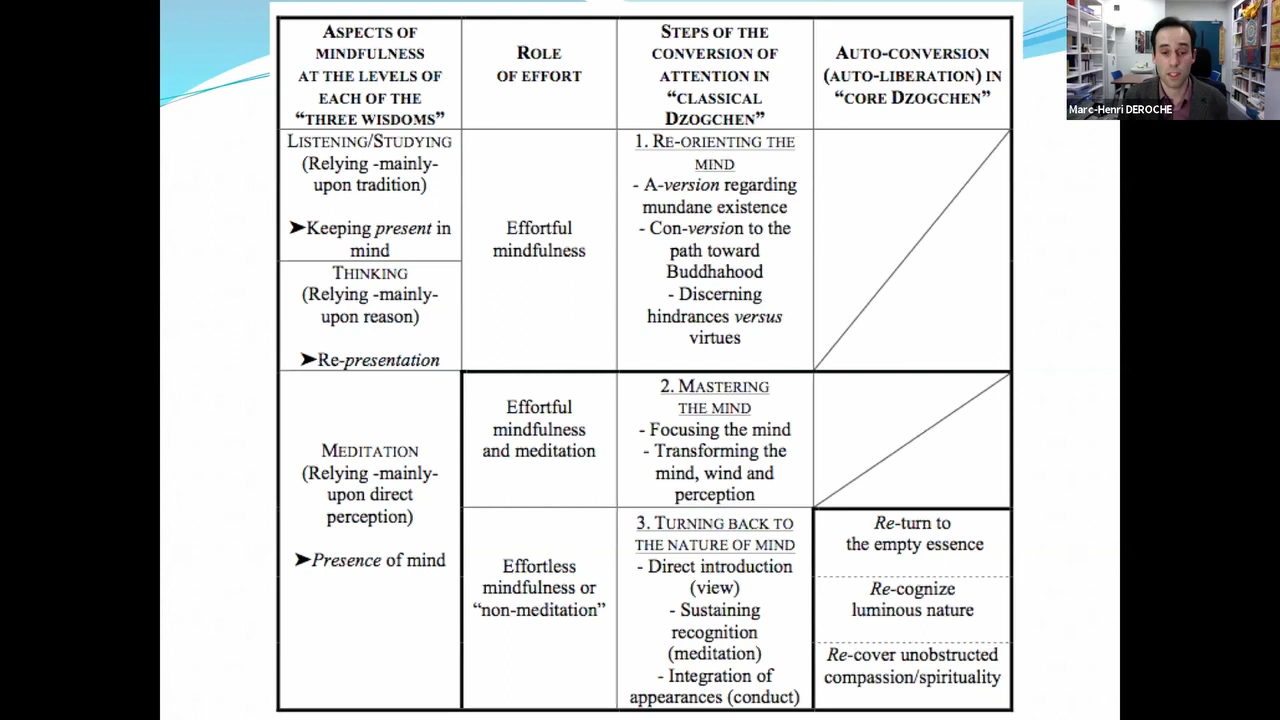 ASPECTS OF
MINDFULNESS
AT THE LEVELS OF
EACH OF THE
“THREE WISDOMS”
ROLE
OF EFFORT
STEPS OF THE
CONVERSION OF
ATTENTION IN
“CLASSICAL
DZOGCHEN”
AUTO-CONVERSION
(AUTO-LIBERATION) IN
“CORE DZOGCHEN”
LISTENING/STUDYING
(Relying -mainly-
upon tradition)
➤Keeping present in
mind
THINKING
(Relying -mainly-
upon reason)
➤Re-presentation
Effortful
mindfulness
1. RE-ORIENTING THE
MIND
- A-version regarding
mundane existence
- Con-version to the
path toward
Buddhahood
- Discerning
hindrances versus
virtues
MEDITATION
(Relying -mainly-
upon direct
perception)
➤Presence of mind
Effortful
mindfulness
and meditation
2. MASTERING
THE MIND
- Focusing the mind
- Transforming the
mind, wind and
perception
Effortless
mindfulness or
“non-meditation”
3. TURNING BACK TO
THE NATURE OF MIND
- Direct introduction
(view)
- Sustaining
recognition
(meditation)
- Integration of
appearances (conduct)
Re-turn to
the empty essence
Re-cognize
luminous nature
Re-cover unobstructed
compassion/spirituality
Marc-Henri DEROCHE